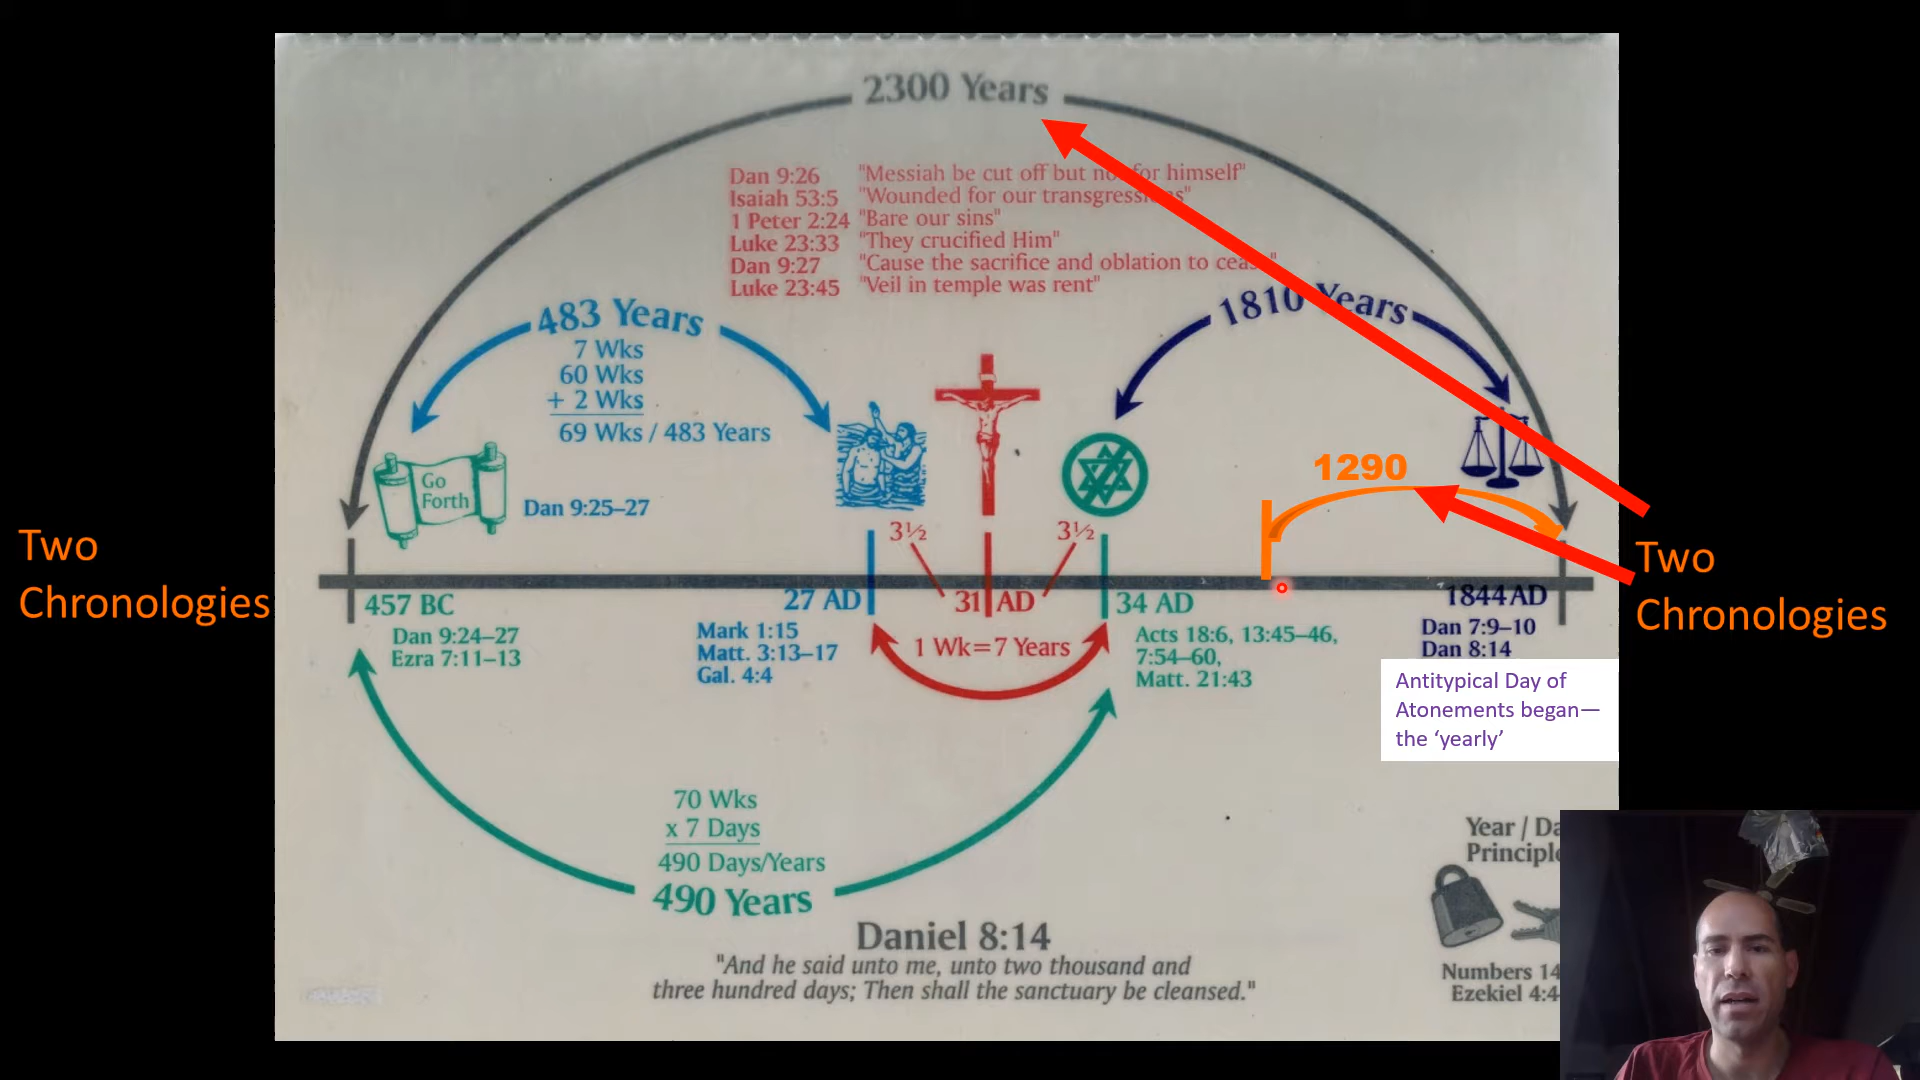 2300 Years
Dan 9:26 "Messiah be cut off but not for himself"
Isaiah 53:5 "Wounded for our transgressions"
1 Peter 2:24 "Bare our sins"
Luke 23:33 "They crucified Him"
Dan 9:27 "Cause the sacrifice and oblation to cease"
Luke 23:45 "Veil in temple was rent"
483 Years
7 Wks
60 Wks
+ 2 Wks
69 Wks / 483 Years
1810 Years
1290
Go
Forth
Dan 9:25–27
3½
3½
Two
Chronologies
Two
Chronologies
457 BC
Dan 9:24–27
Ezra 7:11–13
27 AD
Mark 1:15
Matt. 3:13–17
Gal. 4:4
31 AD
1 Wk=7 Years
34 AD
Acts 18:6, 13:45–46,
7:54–60,
Matt. 21:43
1844 AD
Dan 7:9–10
Dan 8:14
Antitypical Day of
Atonements began—
the ‘yearly’
70 Wks
x 7 Days
490 Days/Years
490 Years
Year / Da
Principle
Numbers 14
Ezekiel 4:4
Daniel 8:14
"And he said unto me, unto two thousand and
three hundred days; Then shall the sanctuary be cleansed."